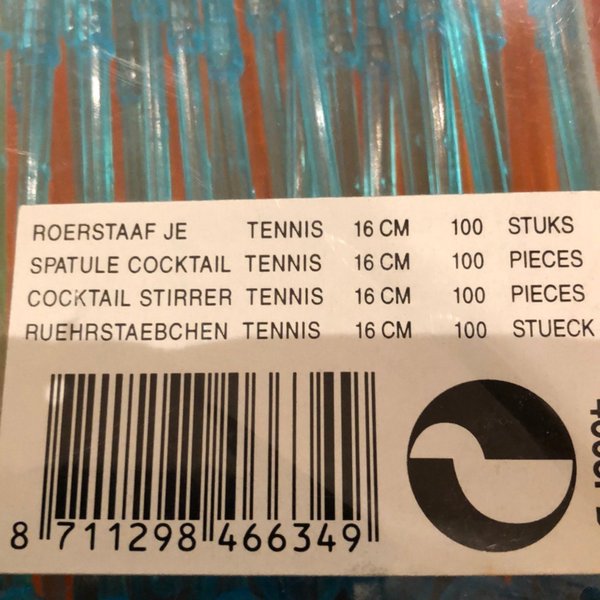 ROERSTAAF JE TENNIS 16 CM 100 STUKS
SPATULE COCKTAIL TENNIS 16 CM 100 PIECES
COCKTAIL STIRRER TENNIS 16 CM 100 PIECES
RUEHRSTAEBCHEN TENNIS 16 CM 100 STUECK
8 711298 466349